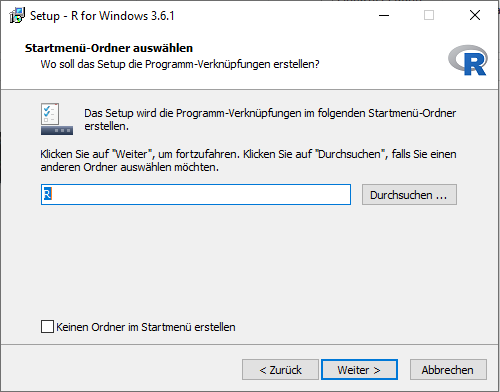 Setup - R for Windows 3.6.1
Startmenü-Ordner auswählen
Wo soll das Setup die Programm-Verknüpfungen erstellen?
R
Das Setup wird die Programm-Verknüpfungen im folgenden Startmenü-Ordner
erstellen.
Klicken Sie auf "Weiter", um fortzufahren. Klicken Sie auf "Durchsuchen", falls Sie einen
anderen Ordner auswählen möchten.
R
Durchsuchen ...
Keinen Ordner im Startmenü erstellen
< Zurück
Weiter >
Abbrechen